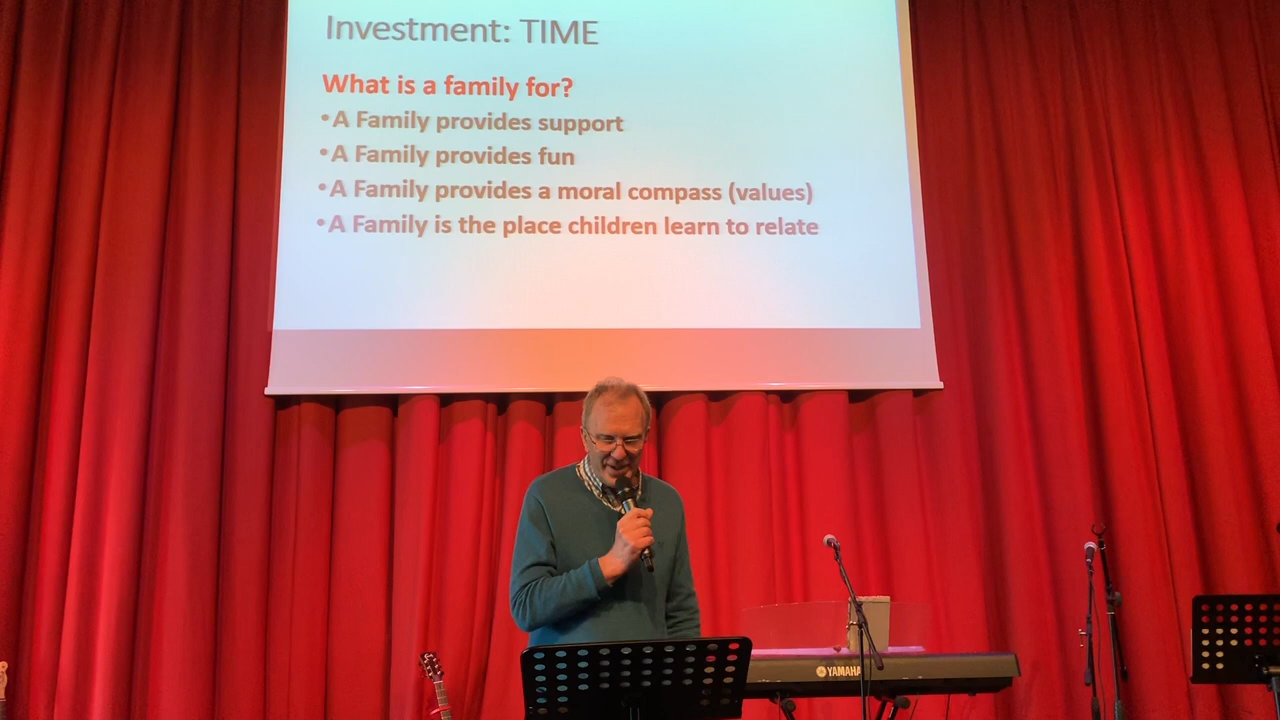 Investment: TIME
What is a family for?
•A Family provides support
•A Family provides fun
•A Family provides a moral compass (values)
•A Family is the place children learn to relate
YAMAHA